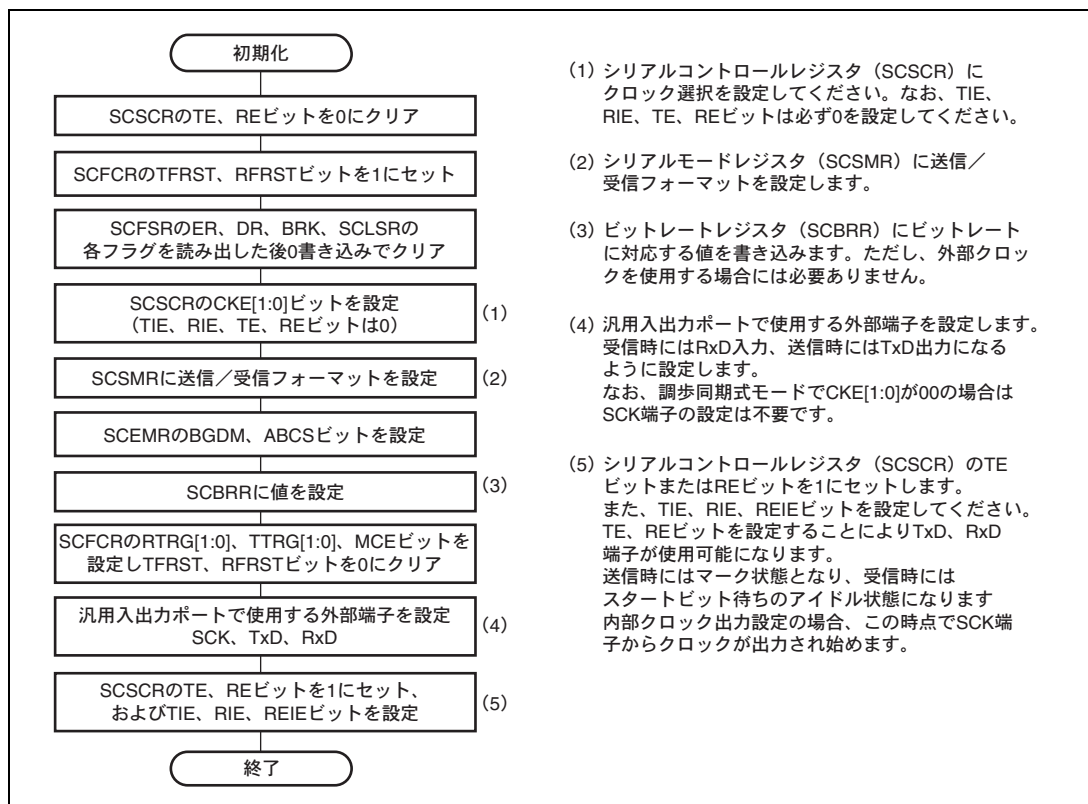 初期化
SCSCRのTE、REビットを0にクリア
SCFCRのTFRST、RFRSTビットを1にセット
SCFSRのER、DR、BRK、SCLSRの
各フラグを読み出した後0書き込みでクリア
SCSCRのCKE[1:0]ビットを設定
（TIE、RIE、TE、REビットは0）
(1)
SCSMRに送信／受信フォーマットを設定
(2)
SCEMRのBGDM、ABCSビットを設定
SCBRRに値を設定
(3)
SCFCRのRTRG[1:0]、TTRG[1:0]、MCEビットを
設定しTFRST、RFRSTビットを0にクリア
汎用入出力ポートで使用する外部端子を設定
SCK、TxD、RxD
(4)
SCSCRのTE、REビットを1にセット、
およびTIE、RIE、REIEビットを設定
(5)
終了
(1) シリアルコントロールレジスタ（SCSCR）に
クロック選択を設定してください。なお、TIE、
RIE、TE、REビットは必ず0を設定してください。
(2) シリアルモードレジスタ（SCSMR）に送信／
受信フォーマットを設定します。
(3) ビットレートレジスタ（SCBRR）にビットレート
に対応する値を書き込みます。ただし、外部クロッ
クを使用する場合には必要ありません。
(4) 汎用入出力ポートで使用する外部端子を設定します。
受信時にはRxD入力、送信時にはTxD出力になる
ように設定します。
なお、調歩同期式モードでCKE[1:0]が00の場合は
SCK端子の設定は不要です。
(5) シリアルコントロールレジスタ（SCSCR）のTE
ビットまたはREビットを1にセットします。
また、TIE、RIE、REIEビットを設定してください。
TE、REビットを設定することによりTxD、RxD
端子が使用可能になります。
送信時にはマーク状態となり、受信時には
スタートビット待ちのアイドル状態になります
内部クロック出力設定の場合、この時点でSCK端
子からクロックが出力され始めます。